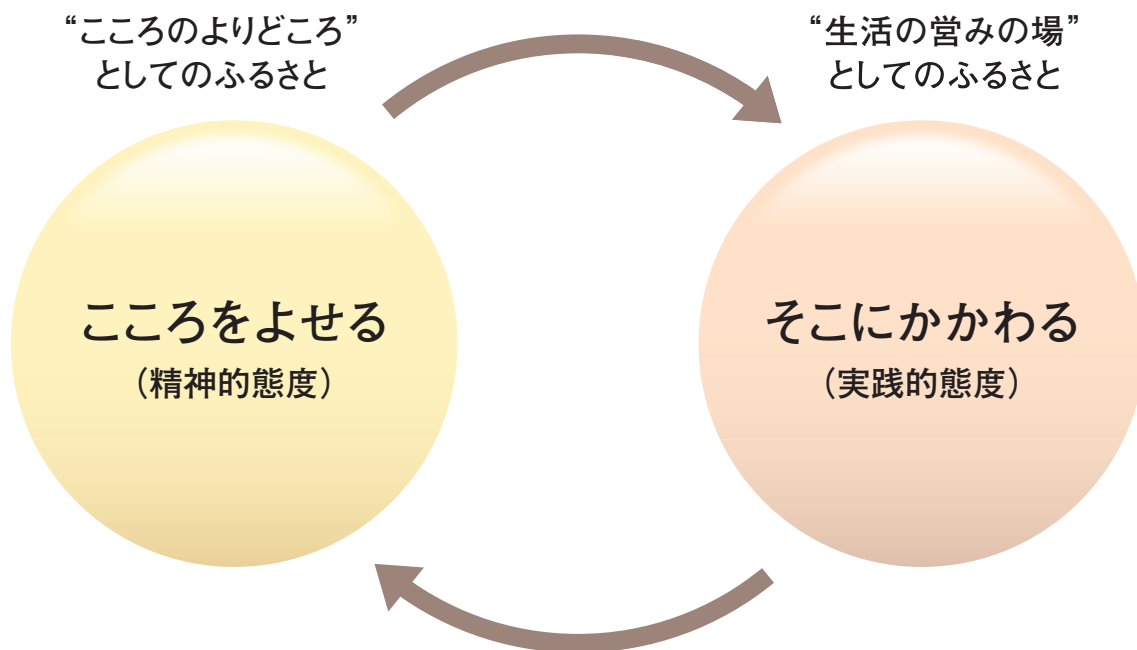 “こころのよりどころ”
としてのふるさと
“生活の営みの場”
としてのふるさと
こころをよせる
（精神的態度）
そこにかかわる
（実践的態度）